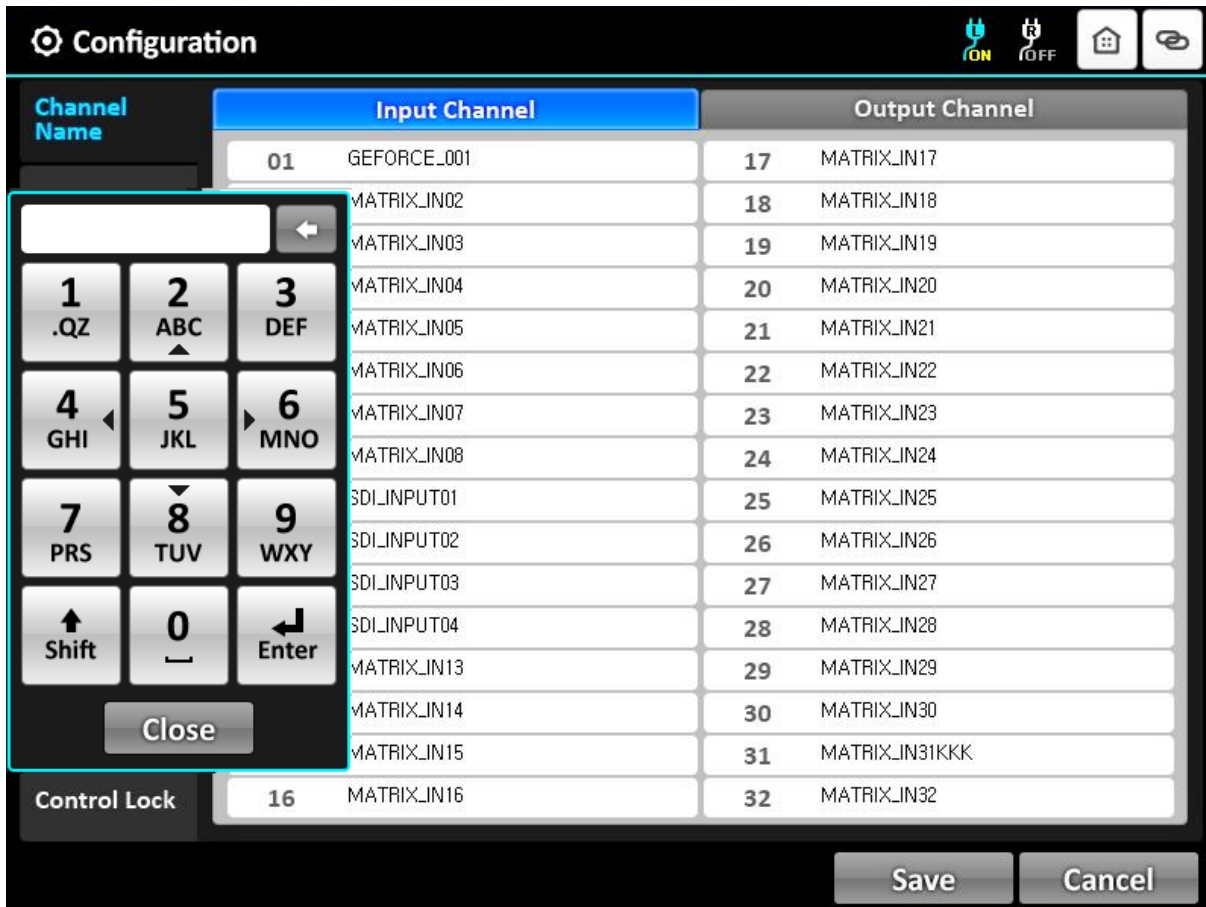 Configuration
L
ON
R
OFF
Channel
Name
Input Channel
Output Channel
01 GEFORCE_001
17 MATRIX_IN17
MATRIX_IN02
18 MATRIX_IN18
MATRIX_IN03
19 MATRIX_IN19
MATRIX_IN04
20 MATRIX_IN20
MATRIX_IN05
21 MATRIX_IN21
MATRIX_IN06
22 MATRIX_IN22
MATRIX_IN07
23 MATRIX_IN23
MATRIX_IN08
24 MATRIX_IN24
SDI_INPUT01
25 MATRIX_IN25
SDI_INPUT02
26 MATRIX_IN26
SDI_INPUT03
27 MATRIX_IN27
SDI_INPUT04
28 MATRIX_IN28
MATRIX_IN13
29 MATRIX_IN29
MATRIX_IN14
30 MATRIX_IN30
MATRIX_IN15
31 MATRIX_IN31KKK
16 MATRIX_IN16
32 MATRIX_IN32
1
.QZ
2
ABC
3
DEF
4
GHI
5
JKL
6
MNO
7
PRS
8
TUV
9
WXY
Shift
0
Enter
Close
Control Lock
Save
Cancel